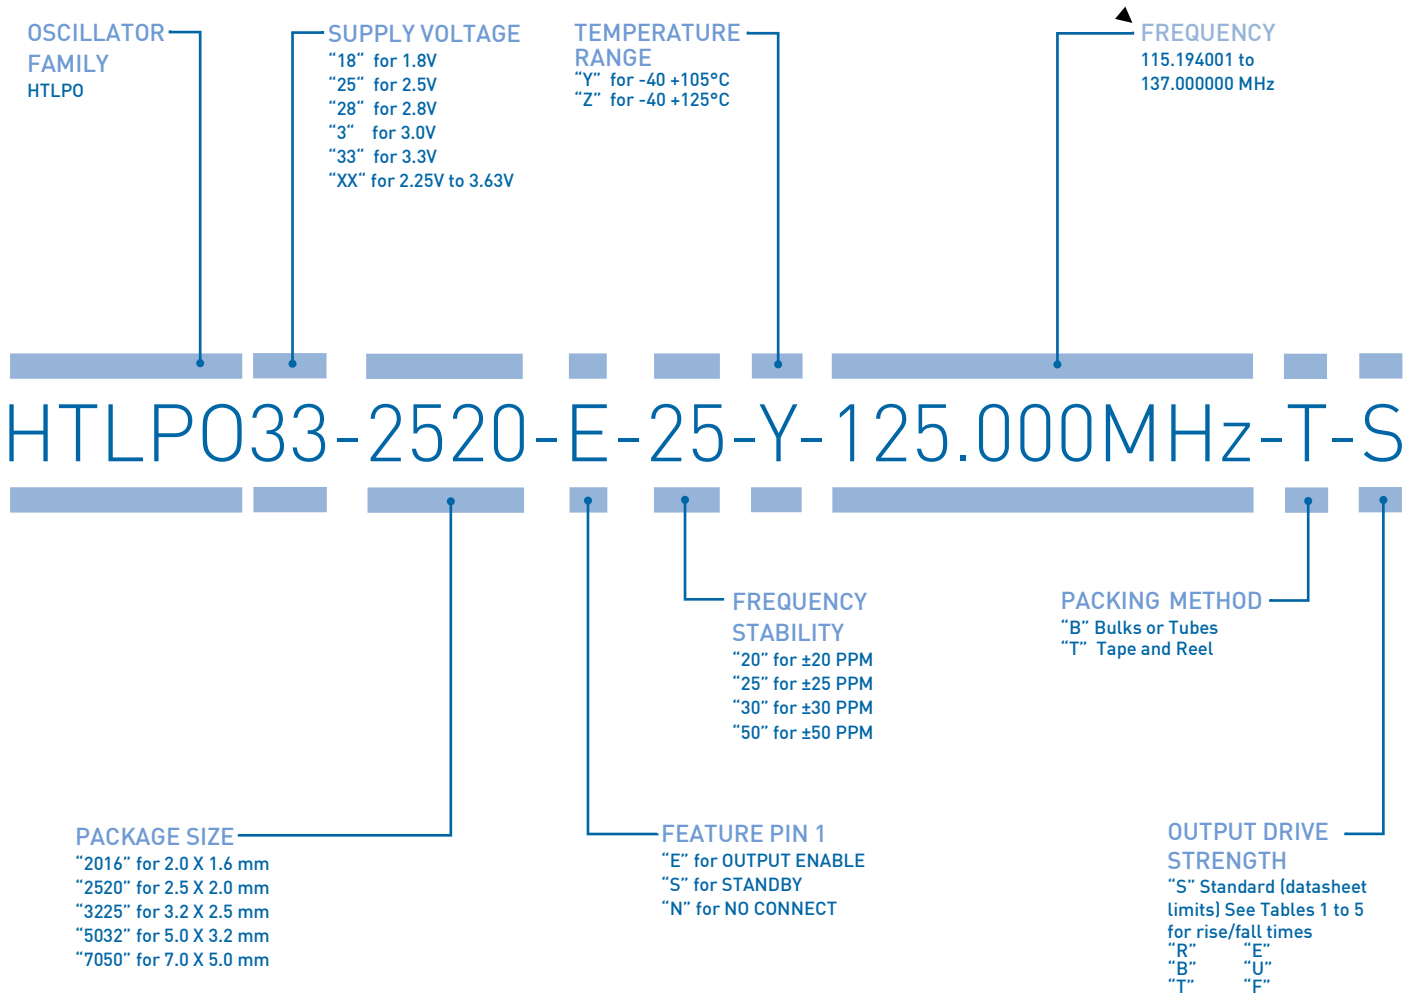 OSCILLATOR
FAMILY
HTLPO
SUPPLY VOLTAGE
“18“ for 1.8V
“25“ for 2.5V
“28“ for 2.8V
“3“ for 3.0V
“33“ for 3.3V
“XX“ for 2.25V to 3.63V
TEMPERATURE
RANGE
“Y” for -40 +105°C
“Z” for -40 +125°C
FREQUENCY
115.194001 to
137.000000 MHz
HTLPO33-2520-E-25-Y-125.000MHz-T-S
FREQUENCY
STABILITY
“20” for ±20 PPM
“25” for ±25 PPM
“30” for ±30 PPM
“50” for ±50 PPM
PACKING METHOD
“B” Bulks or Tubes
“T” Tape and Reel
PACKAGE SIZE
“2016” for 2.0 X 1.6 mm
“2520” for 2.5 X 2.0 mm
“3225” for 3.2 X 2.5 mm
“5032” for 5.0 X 3.2 mm
“7050” for 7.0 X 5.0 mm
FEATURE PIN 1
“E” for OUTPUT ENABLE
“S” for STANDBY
“N” for NO CONNECT
OUTPUT DRIVE
STRENGTH
“S” Standard (datasheet
limits) See Tables 1 to 5
for rise/fall times
“R” “E”
“B” “U”
“T” “F”